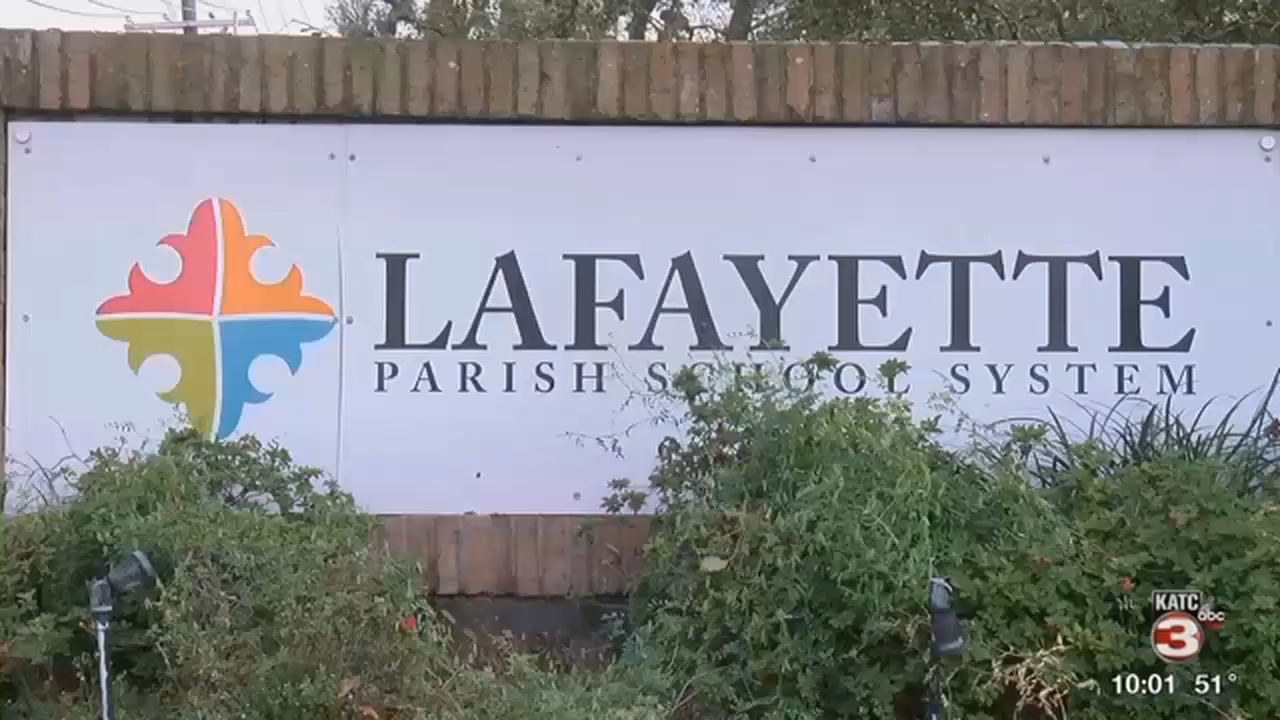 LAFAYETTE
PARISH SCHOOL SYSTEM
KATC
abc
3
10:01 51°